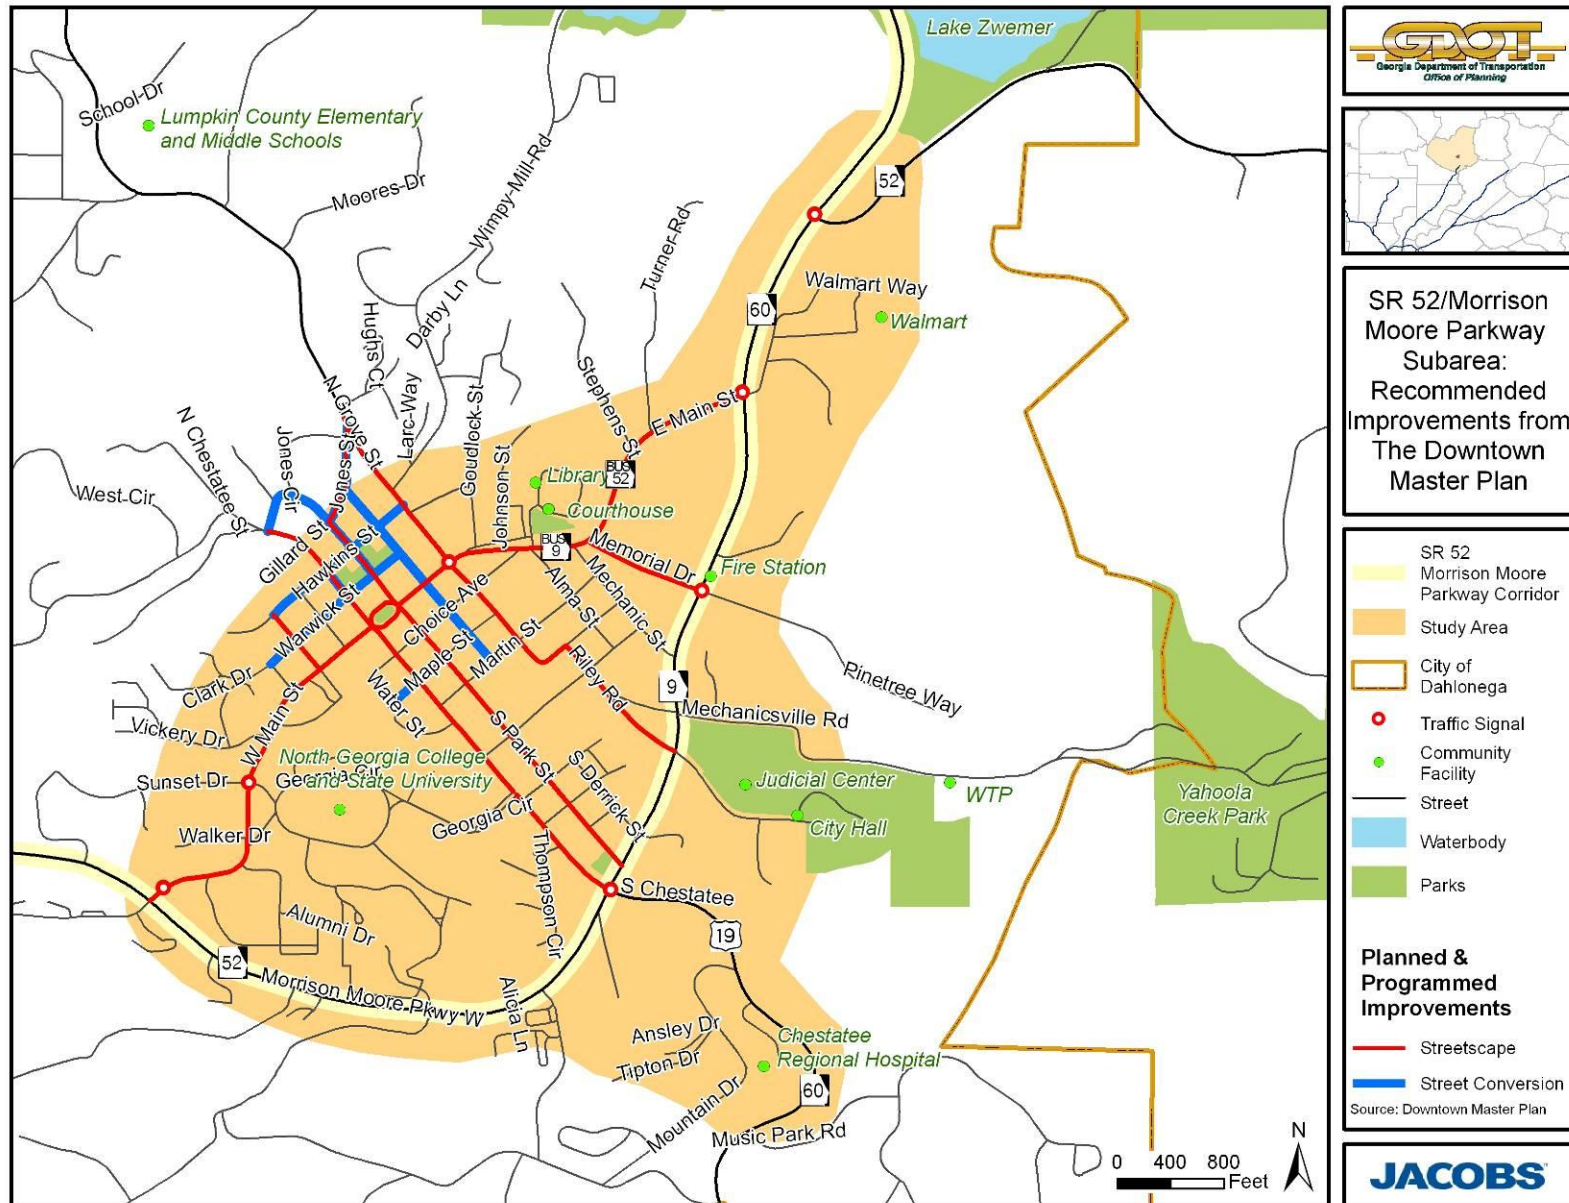 Lake Zwemer
School Dr
Lumpkin County Elementary
and Middle Schools
Moores Dr
Wimpy Mill Rd
52
Turner Rd
Walmart Way
60
Walmart
Hughs Ct
Darby Ln
Stephens St
N Grove St
Larc Way
E Main St
N Chestatee St
Jones Cir
Jones St
Goudlock St
Johnson St
West Cir
Library
BUS
52
Courthouse
Gillard St
Hawkins St
BUS
9
Memorial Dr
Fire Station
Warwick St
Choice Ave
Alma St
Mechanic St
Maple St
Martin St
Riley Rd
Pinetree Way
Clark Dr
Water St
9
Mechanicsville Rd
Vickery Dr
W Main St
S Park St
North Georgia College
and State University
Georgia Cir
Sunset Dr
S Derrick St
Judicial Center
WTP
Yahoola
Creek Park
Walker Dr
Georgia Cir
City Hall
Thompson Cir
S Chestatee
Alumni Dr
19
52
Morrison Moore Pkwy W
Alicia Ln
Ansley Dr
Chestatee
Regional Hospital
Tipton Dr
60
Mountain Dr
Music Park Rd
N
0 400 800
Feet
GDOT
Georgia Department of Transportation
Office of Planning
SR 52/Morrison
Moore Parkway
Subarea:
Recommended
Improvements from
The Downtown
Master Plan
SR 52
Morrison Moore
Parkway Corridor
Study Area
City of
Dahlonega
Traffic Signal
Community
Facility
Street
Waterbody
Parks
Planned &
Programmed
Improvements
Streetscape
Street Conversion
Source: Downtown Master Plan
JACOBS